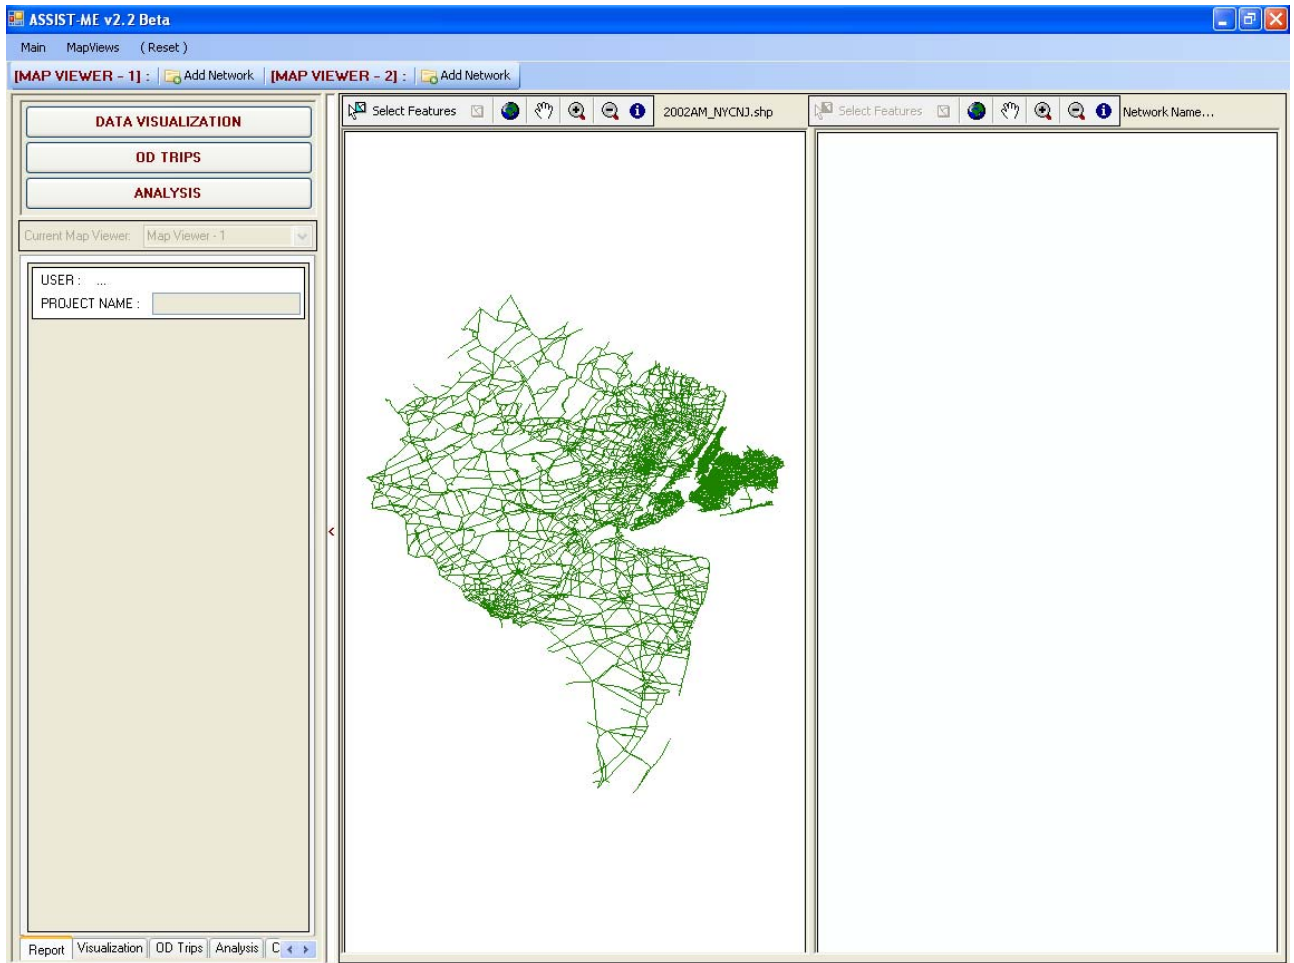 ASSIST-ME v2.2 Beta
Main MapViews ( Reset )
[MAP VIEWER - 1] : Add Network [MAP VIEWER - 2] : Add Network
DATA VISUALIZATION
OD TRIPS
ANALYSIS
Current Map Viewer: Map Viewer - 1
USER : ...
PROJECT NAME :
Report Visualization OD Trips Analysis C
Select Features 2002AM_NYCNJ.shp
Select Features Network Name...